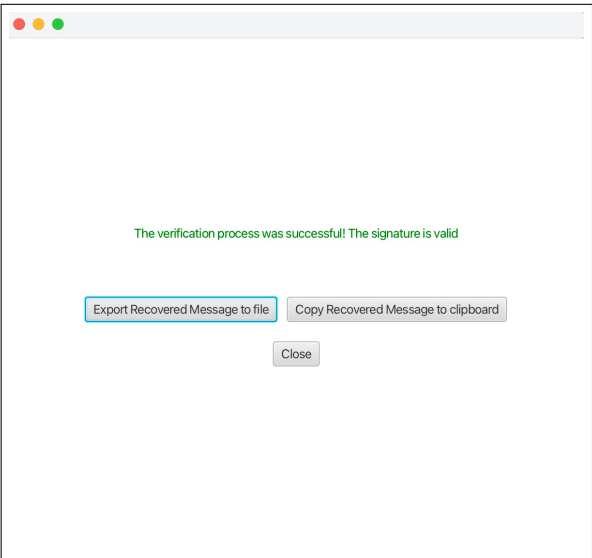 The verification process was successful! The signature is valid
Export Recovered Message to file Copy Recovered Message to clipboard
Close